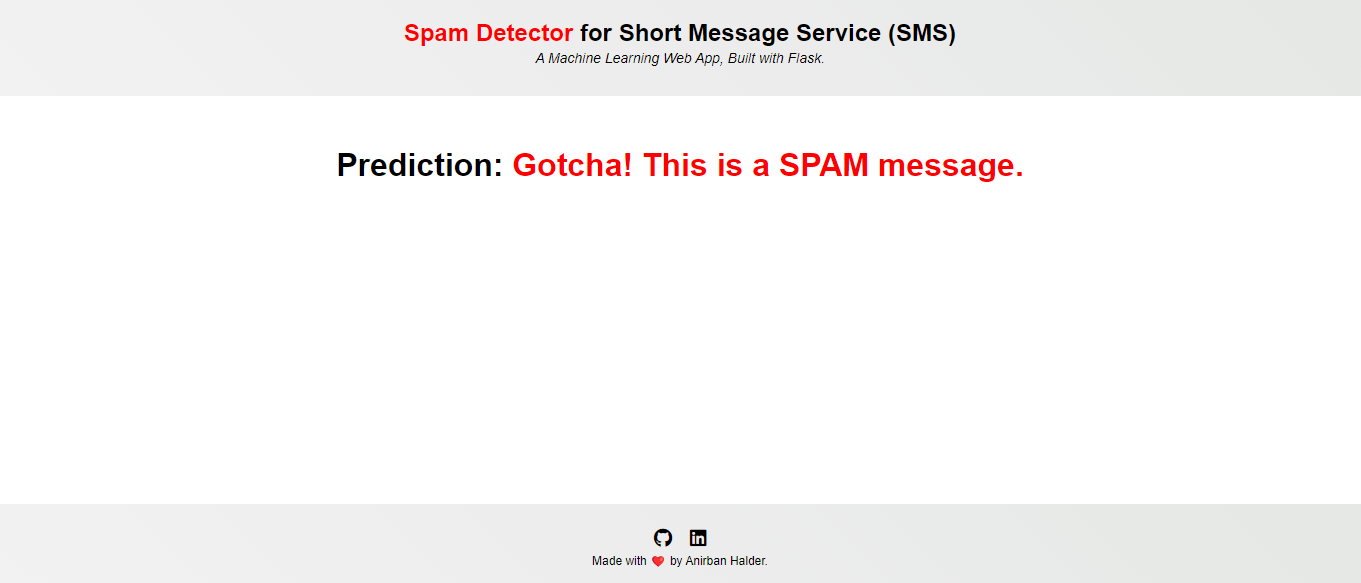 Spam Detector for Short Message Service (SMS)
A Machine Learning Web App, Built with Flask.
Prediction: Gotcha! This is a SPAM message.
in
Made with ❤️ by Anirban Halder.